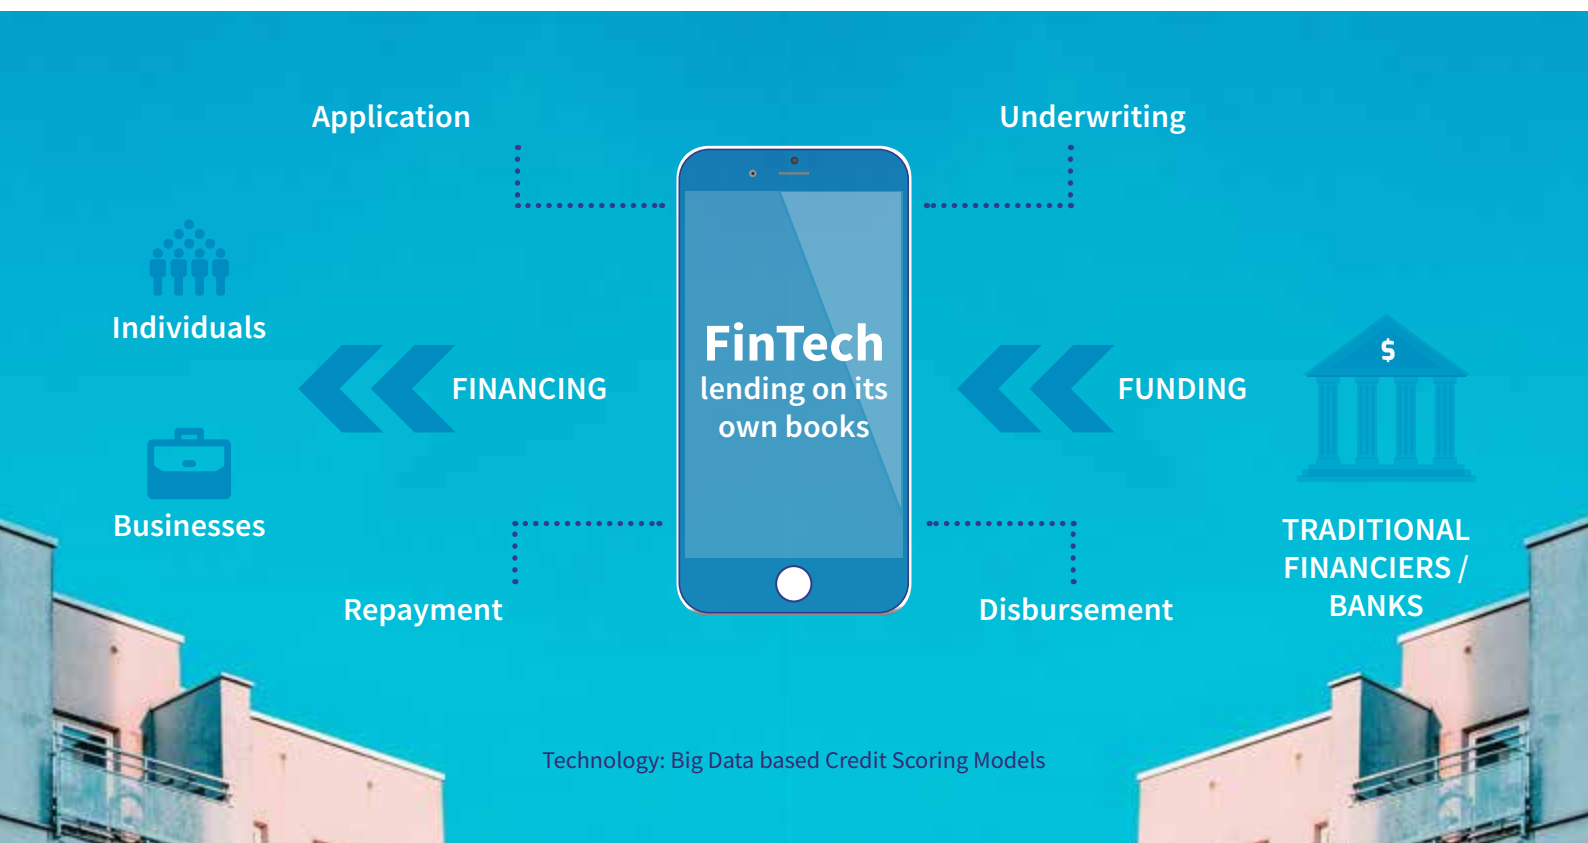 Application
Underwriting
Individuals
$
FinTech
lending on its
own books
FINANCING
FUNDING
Businesses
TRADITIONAL
FINANCIERS /
BANKS
Repayment
Disbursement
Technology: Big Data based Credit Scoring Models